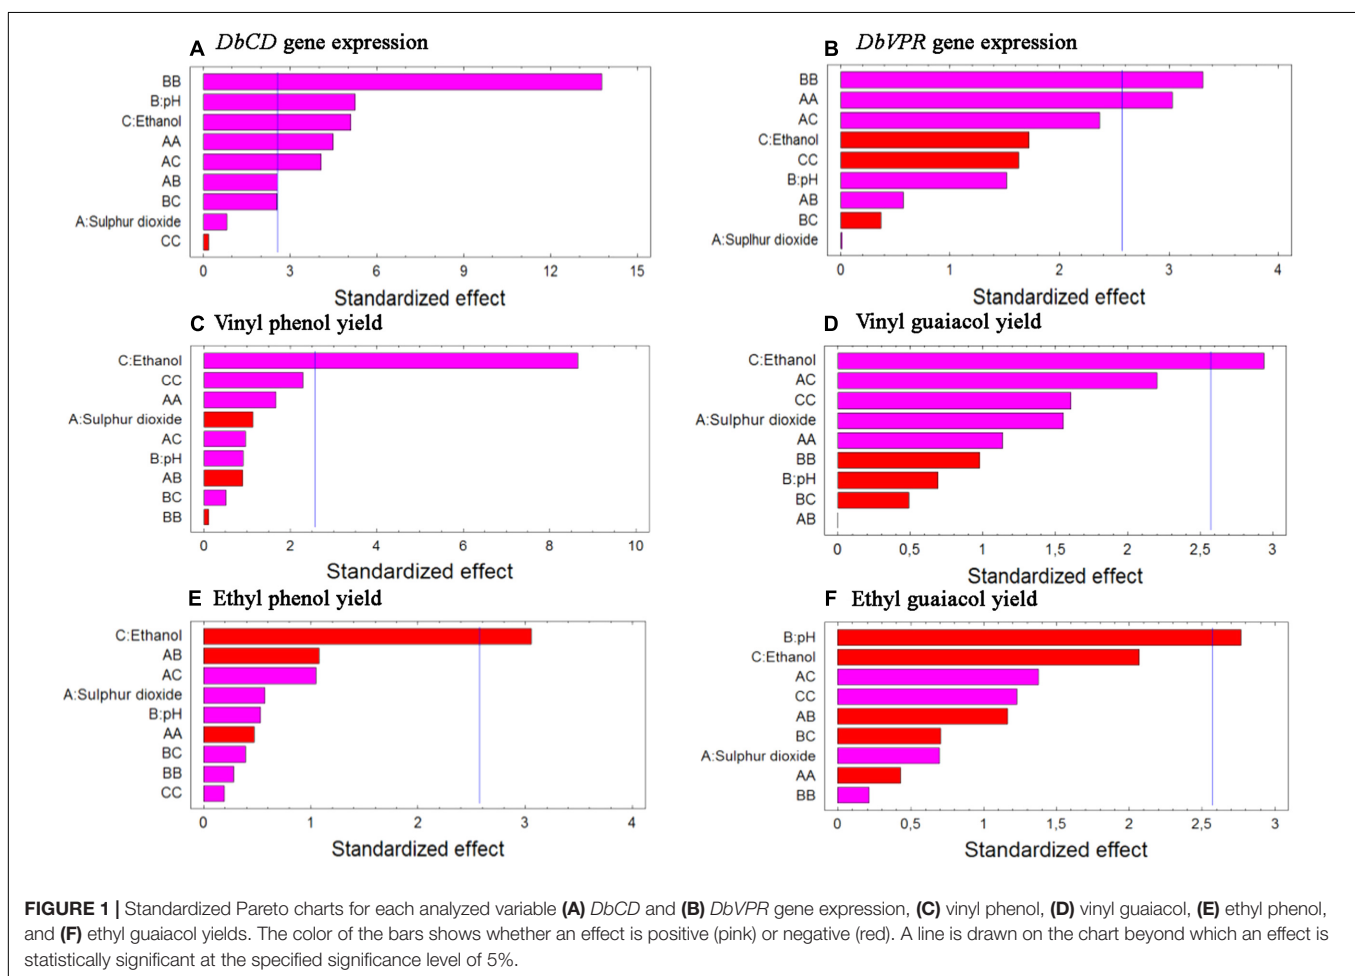 A DbCD gene expression
BB
B:pH
C:Ethanol
AA
AC
AB
BC
A:Sulphur dioxide
CC
0 3 6 9 12 15
Standardized effect
B DbVPR gene expression
BB
AA
AC
C:Ethanol
CC
B:pH
AB
BC
A:Suplhur dioxide
0 1 2 3 4
Standardized effect
C Vinyl phenol yield
C:Ethanol
CC
AA
A:Sulphur dioxide
AC
B:pH
AB
BC
BB
0 2 4 6 8 10
Standardized effect
D Vinyl guaiacol yield
C:Ethanol
AC
CC
A:Sulphur dioxide
AA
BB
B:pH
BC
AB
0 0,5 1 1,5 2 2,5 3
Standardized effect
E Ethyl phenol yield
C:Ethanol
AB
AC
A:Sulphur dioxide
B:pH
AA
BC
BB
CC
0 1 2 3 4
Standardized effect
F Ethyl guaiacol yield
B:pH
C:Ethanol
AC
CC
AB
BC
A:Sulphur dioxide
AA
BB
0 0,5 1 1,5 2 2,5 3
Standardized effect
FIGURE 1 | Standardized Pareto charts for each analyzed variable (A) DbCD and (B) DbVPR gene expression, (C) vinyl phenol, (D) vinyl guaiacol, (E) ethyl phenol,
and (F) ethyl guaiacol yields. The color of the bars shows whether an effect is positive (pink) or negative (red). A line is drawn on the chart beyond which an effect is
statistically significant at the specified significance level of 5%.